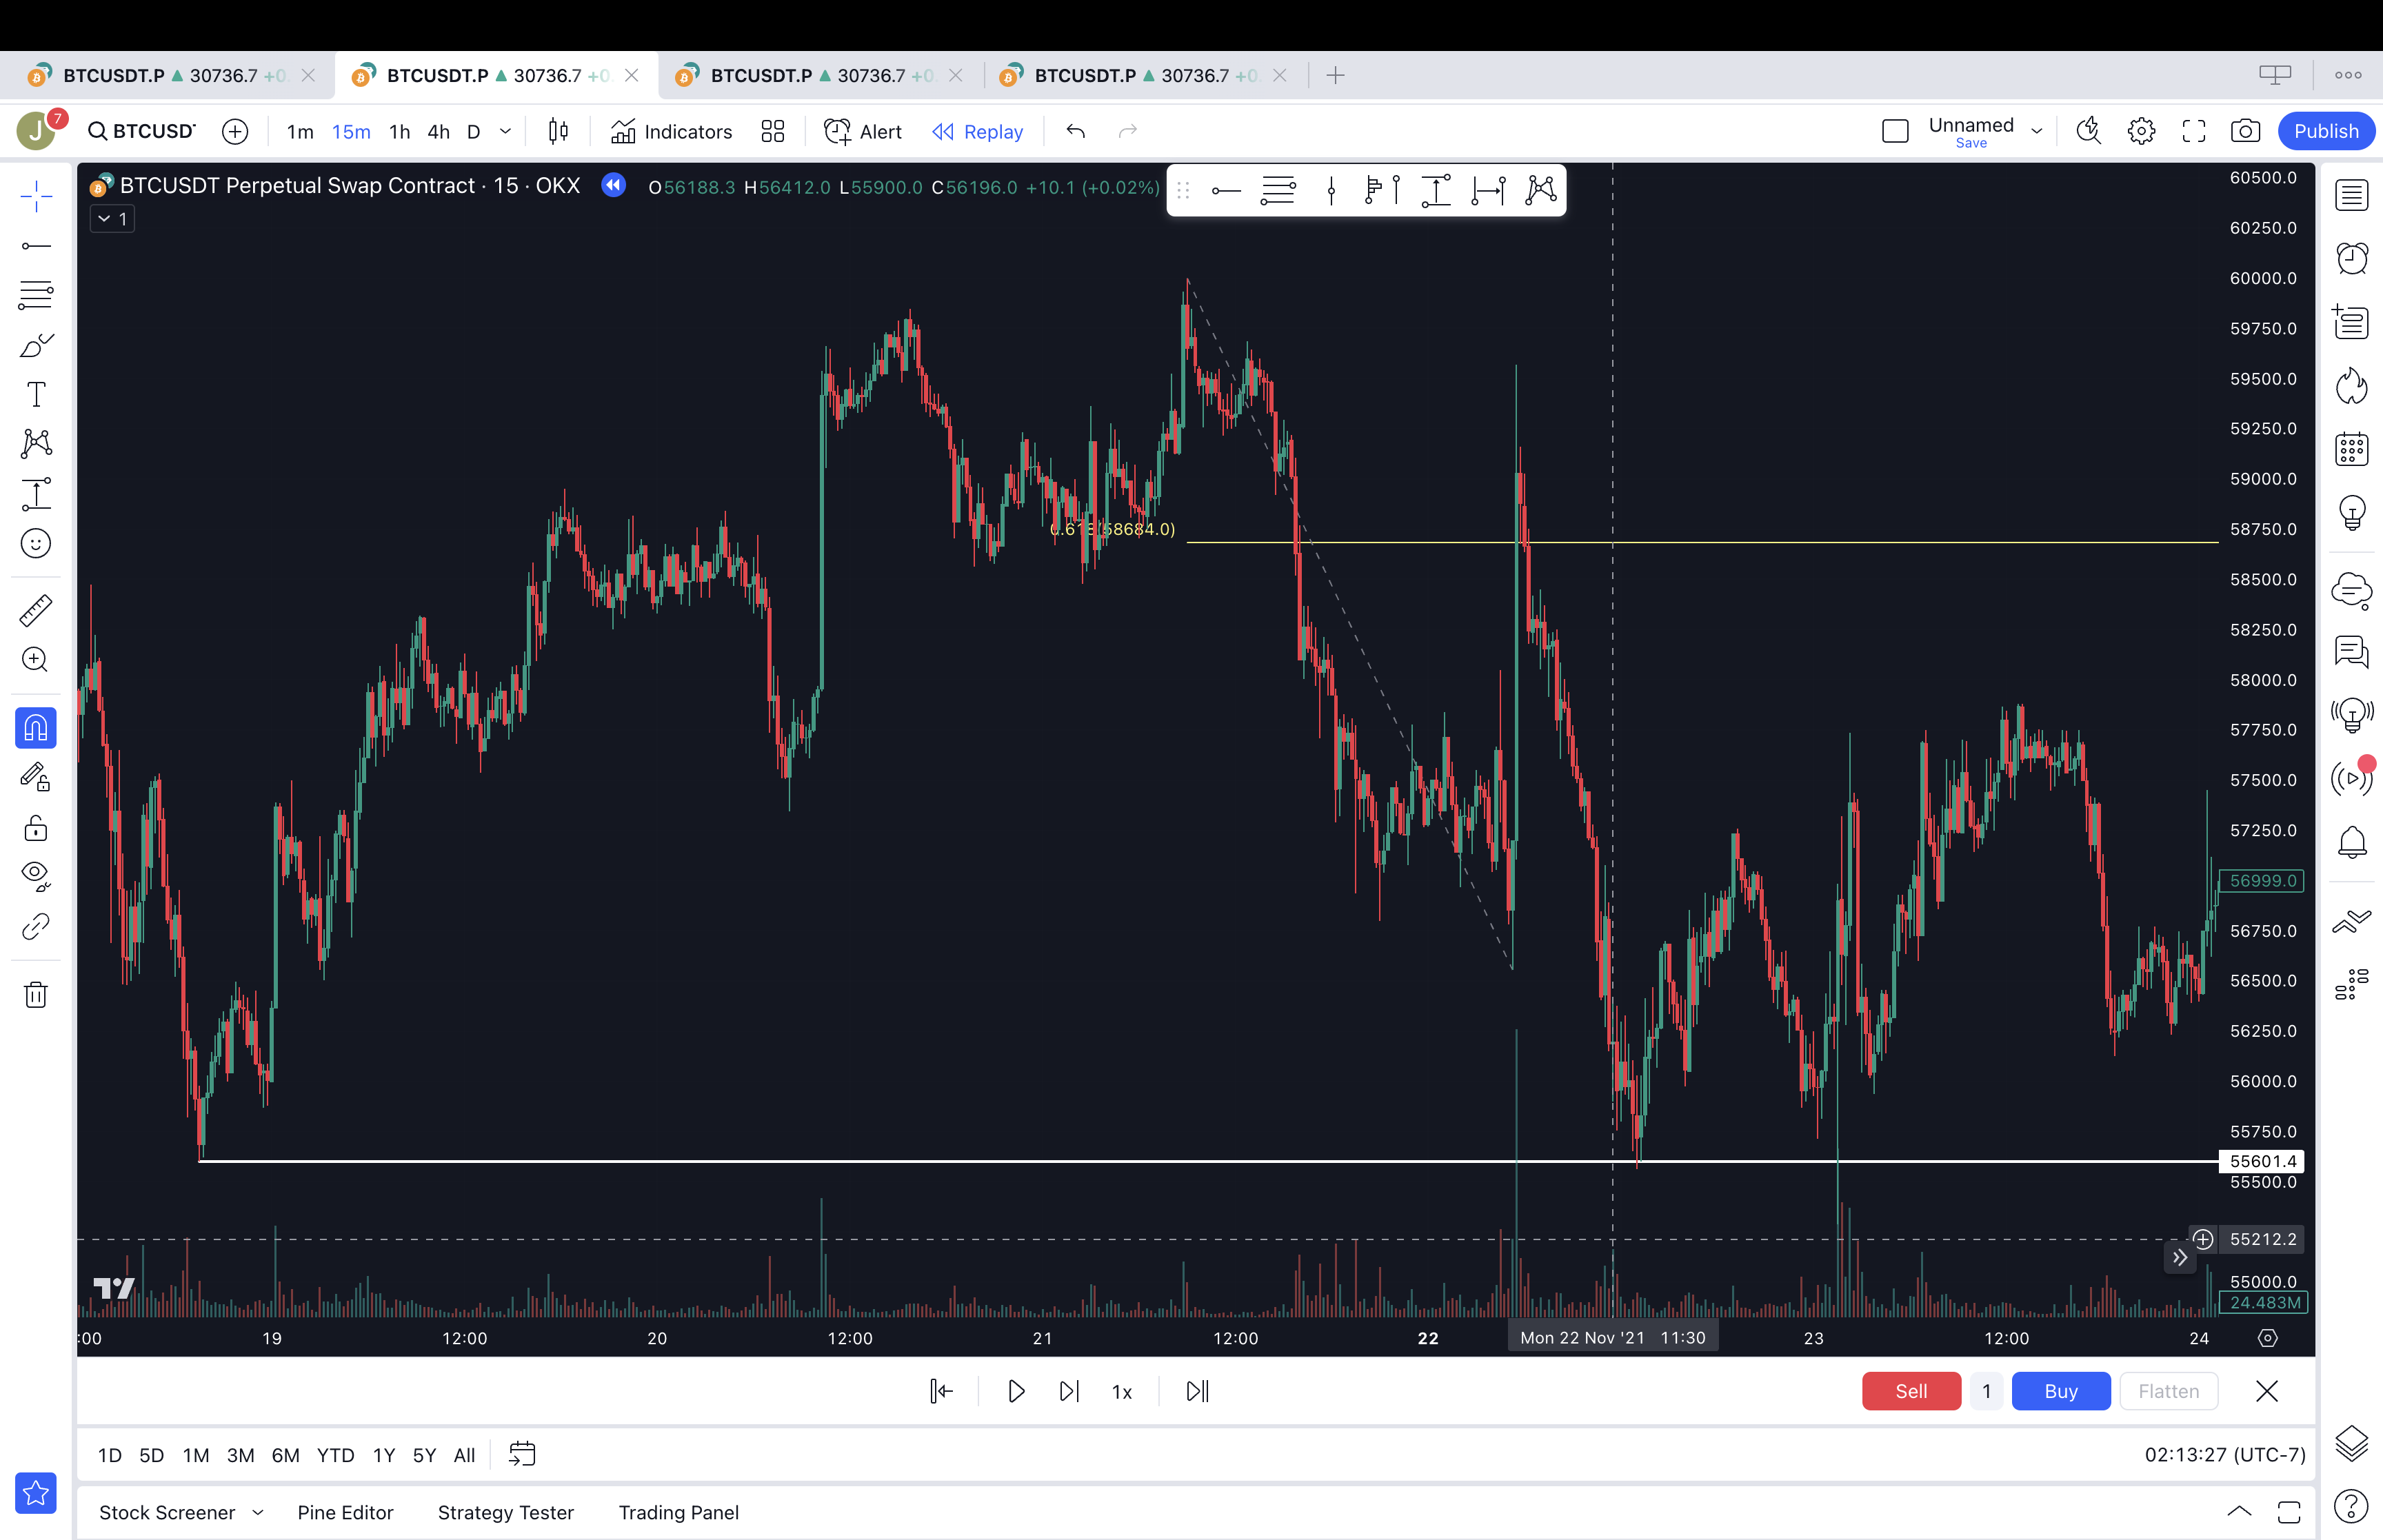 BTCUSDT.P ▲ 30736.7 +0.
BTCUSDT.P ▲ 30736.7 +0.
BTCUSDT.P ▲ 30736.7 +0.
BTCUSDT.P ▲ 30736.7 +0.
J 7 BTCUSD 1m 15m 1h 4h D Indicators Alert Replay Unnamed Publish
Save
BTCUSDT Perpetual Swap Contract · 15 · OKX O56188.3 H56412.0 L55900.0 C56196.0 +10.1 (+0.02%)
1
60500.0
60250.0
60000.0
59750.0
59500.0
59250.0
59000.0
0.618(58684.0)
58750.0
58500.0
58250.0
58000.0
57750.0
57500.0
57250.0
56999.0
56750.0
56500.0
56250.0
56000.0
55750.0
55601.4
55500.0
55212.2
55000.0
24.483M
:00 19 12:00 20 12:00 21 12:00 22 Mon 22 Nov '21 11:30 23 12:00 24
1x Sell 1 Buy Flatten
1D 5D 1M 3M 6M YTD 1Y 5Y All 02:13:27 (UTC-7)
Stock Screener Pine Editor Strategy Tester Trading Panel